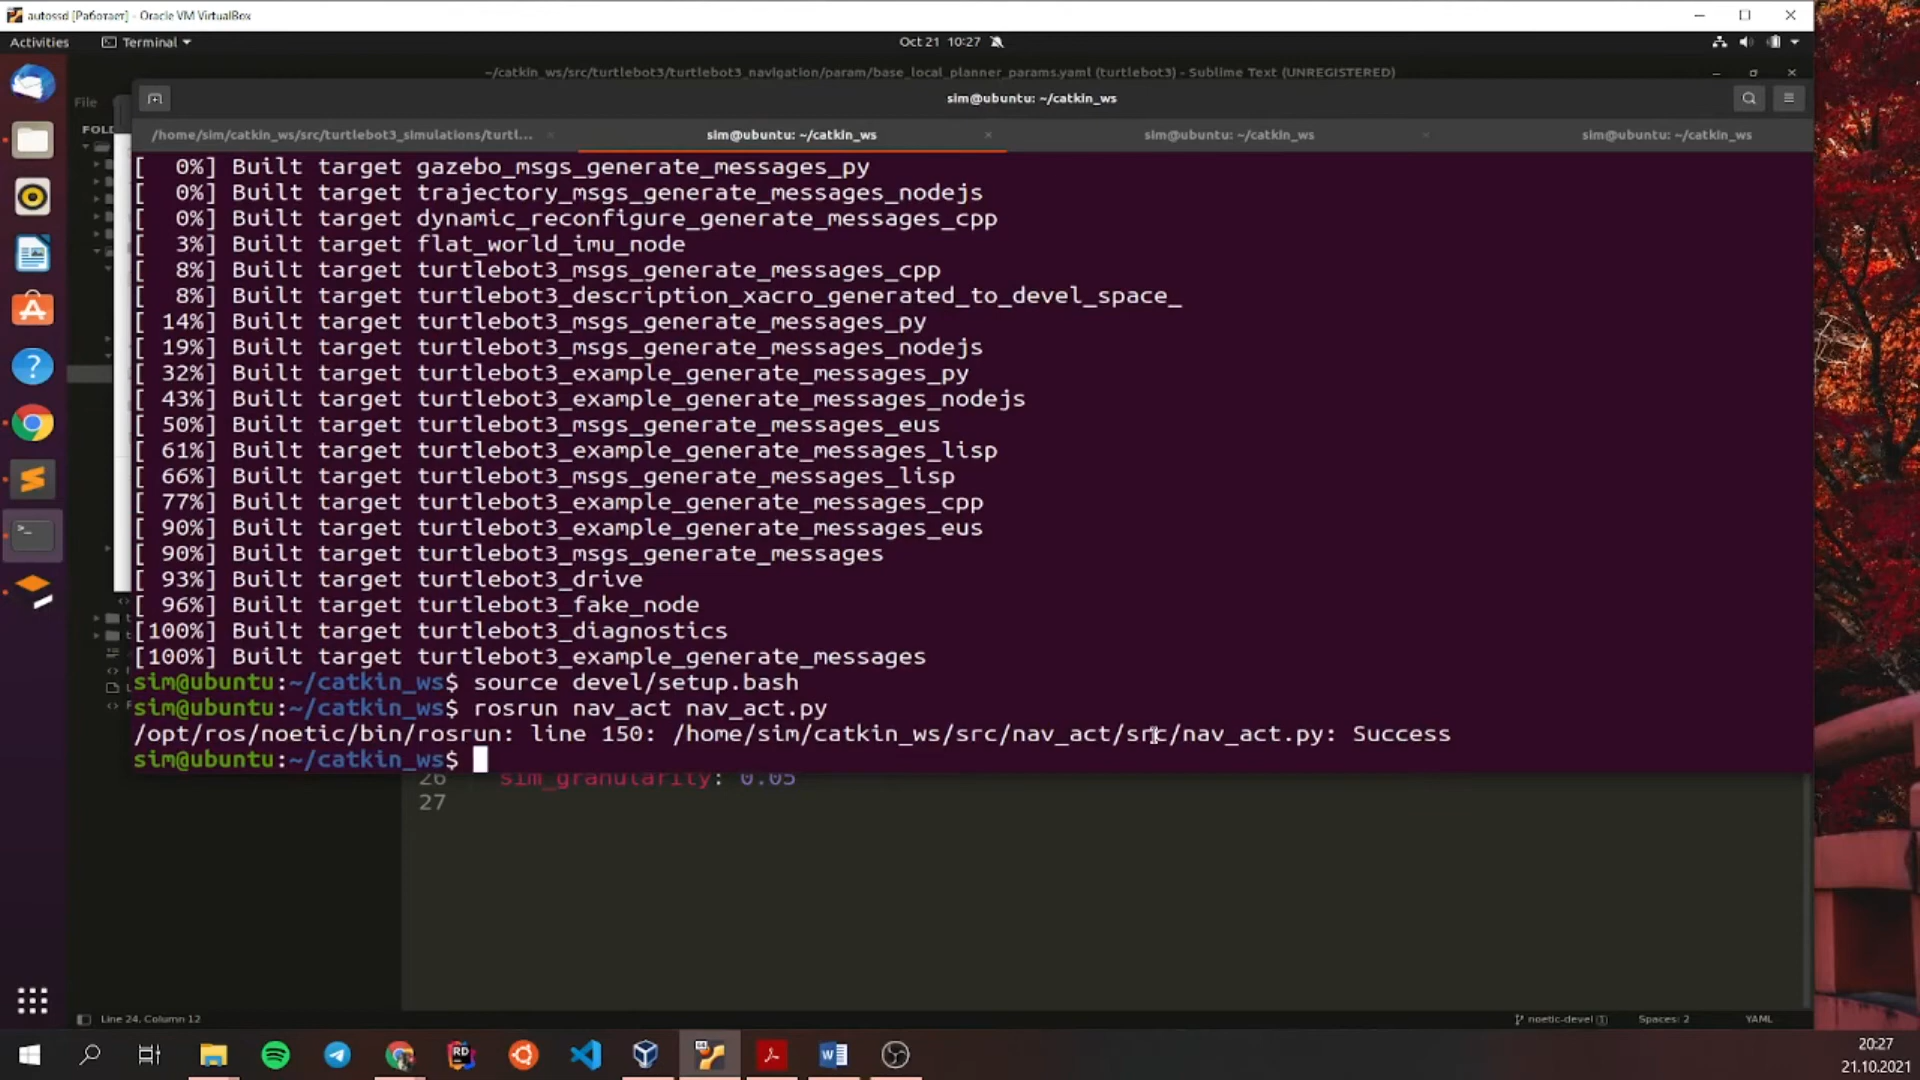 autossd [Работает] - Oracle VM VirtualBox
Activities Terminal Oct 21 10:27
~/catkin_ws/src/turtlebot3/turtlebot3_navigation/param/base_local_planner_params.yaml (turtlebot3) - Sublime Text (UNREGISTERED)
File
sim@ubuntu: ~/catkin_ws
/home/sim/catkin_ws/src/turtlebot3_simulations/turtl... sim@ubuntu: ~/catkin_ws sim@ubuntu: ~/catkin_ws sim@ubuntu: ~/catkin_ws
[  0%] Built target gazebo_msgs_generate_messages_py
[  0%] Built target trajectory_msgs_generate_messages_nodejs
[  0%] Built target dynamic_reconfigure_generate_messages_cpp
[  3%] Built target flat_world_imu_node
[  8%] Built target turtlebot3_msgs_generate_messages_cpp
[  8%] Built target turtlebot3_description_xacro_generated_to_devel_space_
[ 14%] Built target turtlebot3_msgs_generate_messages_py
[ 19%] Built target turtlebot3_msgs_generate_messages_nodejs
[ 32%] Built target turtlebot3_example_generate_messages_py
[ 43%] Built target turtlebot3_example_generate_messages_nodejs
[ 50%] Built target turtlebot3_msgs_generate_messages_eus
[ 61%] Built target turtlebot3_example_generate_messages_lisp
[ 66%] Built target turtlebot3_msgs_generate_messages_lisp
[ 77%] Built target turtlebot3_example_generate_messages_cpp
[ 90%] Built target turtlebot3_example_generate_messages_eus
[ 90%] Built target turtlebot3_msgs_generate_messages
[ 93%] Built target turtlebot3_drive
[ 96%] Built target turtlebot3_fake_node
[100%] Built target turtlebot3_diagnostics
[100%] Built target turtlebot3_example_generate_messages
sim@ubuntu:~/catkin_ws$ source devel/setup.bash
sim@ubuntu:~/catkin_ws$ rosrun nav_act nav_act.py
/opt/ros/noetic/bin/rosrun: line 150: /home/sim/catkin_ws/src/nav_act/src/nav_act.py: Success
sim@ubuntu:~/catkin_ws$
26 sim_granularity: 0.05
27
Line 24, Column 12 noetic-devel (1) Spaces: 2 YAML
20:27
21.10.2021